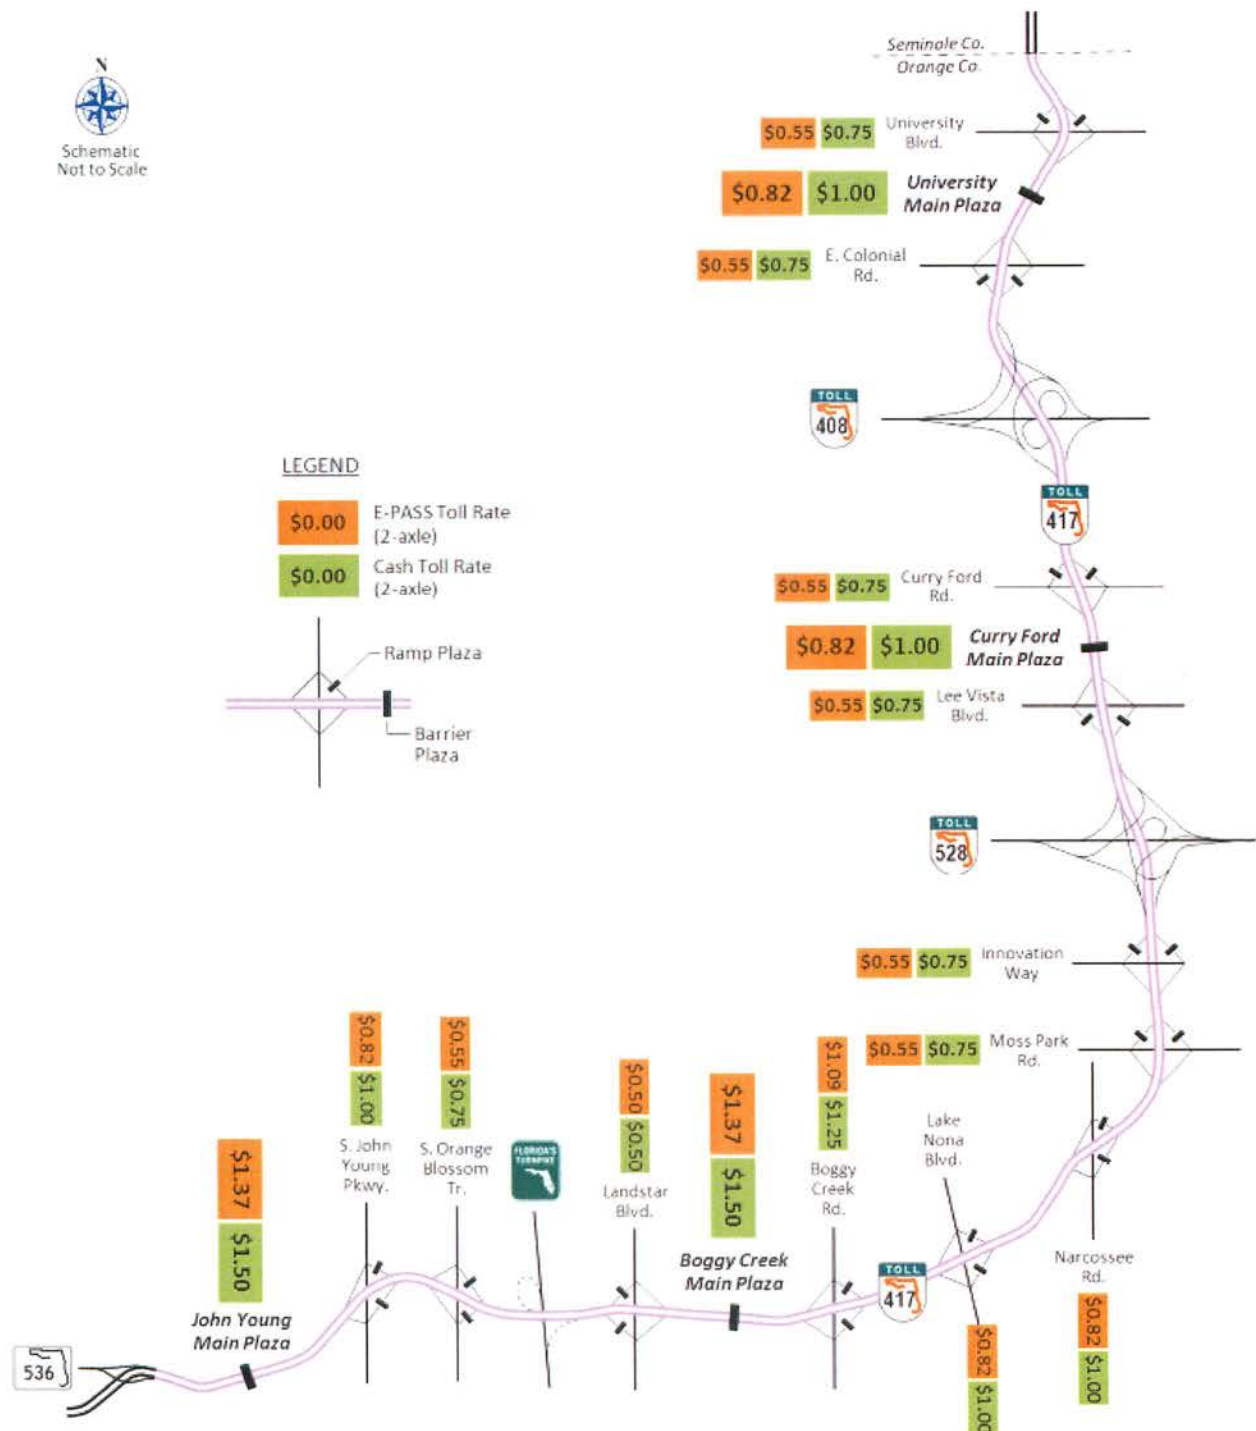 Seminole Co.
Orange Co.
N
Schematic
Not to Scale
$0.55 $0.75 University
Blvd.
$0.82 $1.00 University
Main Plaza
$0.55 $0.75 E. Colonial
Rd.
TOLL
408
TOLL
417
LEGEND
$0.00 E-PASS Toll Rate
(2-axle)
$0.00 Cash Toll Rate
(2-axle)
Ramp Plaza
Barrier
Plaza
$0.55 $0.75 Curry Ford
Rd.
$0.82 $1.00 Curry Ford
Main Plaza
$0.55 $0.75 Lee Vista
Blvd.
TOLL
528
$0.55 $0.75 Innovation
Way
$0.55 $0.75 Moss Park
Rd.
$1.37 $1.50
John Young
Main Plaza
$0.82 $1.00
S. John
Young
Pkwy.
$0.55 $0.75
S. Orange
Blossom
Tr.
FLORIDA'S
TURNPIKE
$0.50 $0.50
Landstar
Blvd.
$1.37 $1.50
Boggy Creek
Main Plaza
$1.09 $1.25
Boggy
Creek
Rd.
Lake
Nona
Blvd.
$0.82 $1.00
Narcossee
Rd.
$0.82 $1.00
TOLL
417
536